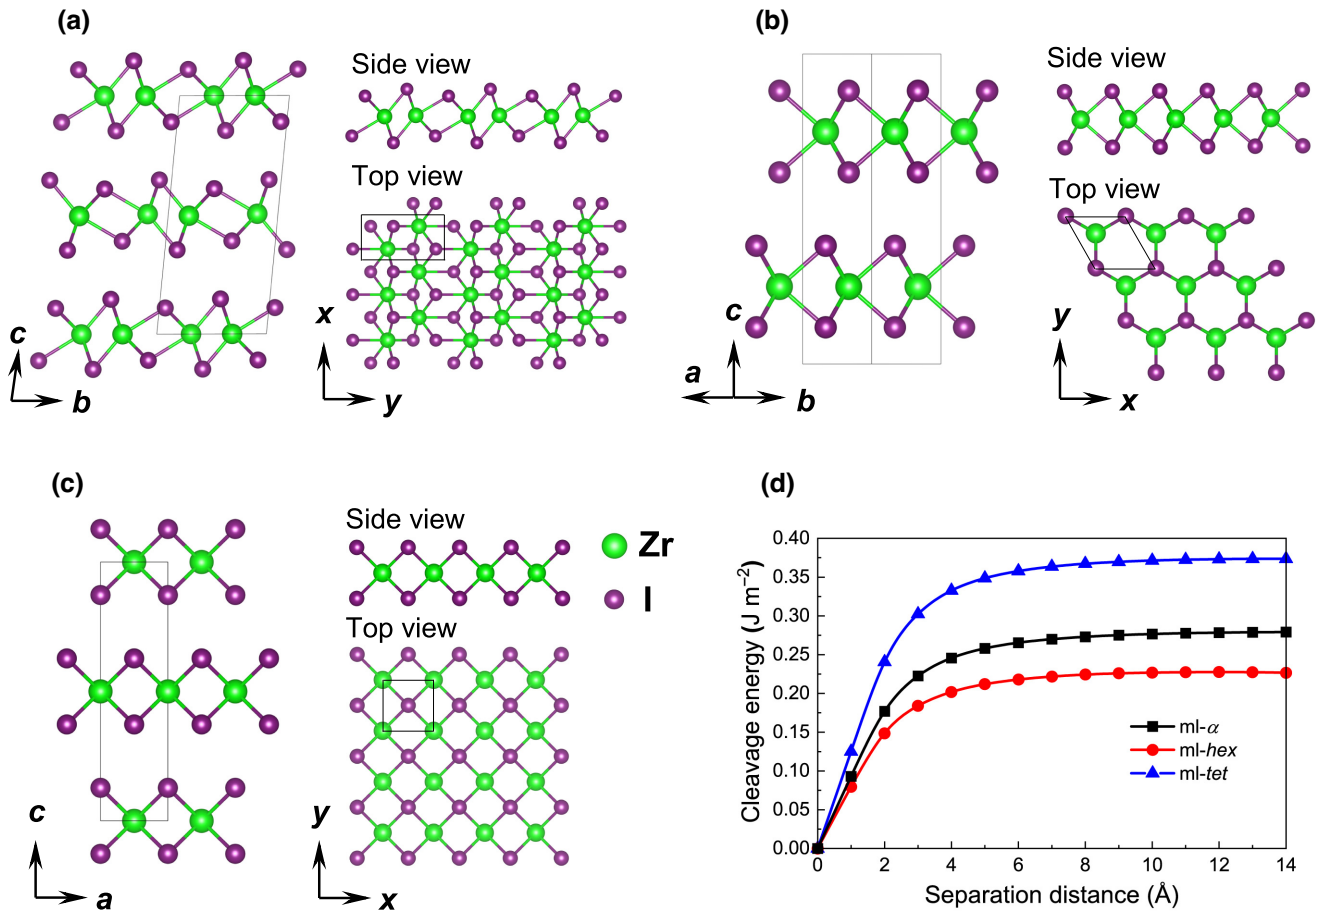 (a)
Side view
Top view
c
b
x
y
(b)
Side view
Top view
c
a
b
y
x
(c)
Side view
Top view
Zr
I
c
a
y
x
(d)
Cleavage energy (J m⁻²)
0.40
0.35
0.30
0.25
0.20
0.15
0.10
0.05
0.00
ml-α
ml-hex
ml-tet
0 2 4 6 8 10 12 14
Separation distance (Å)